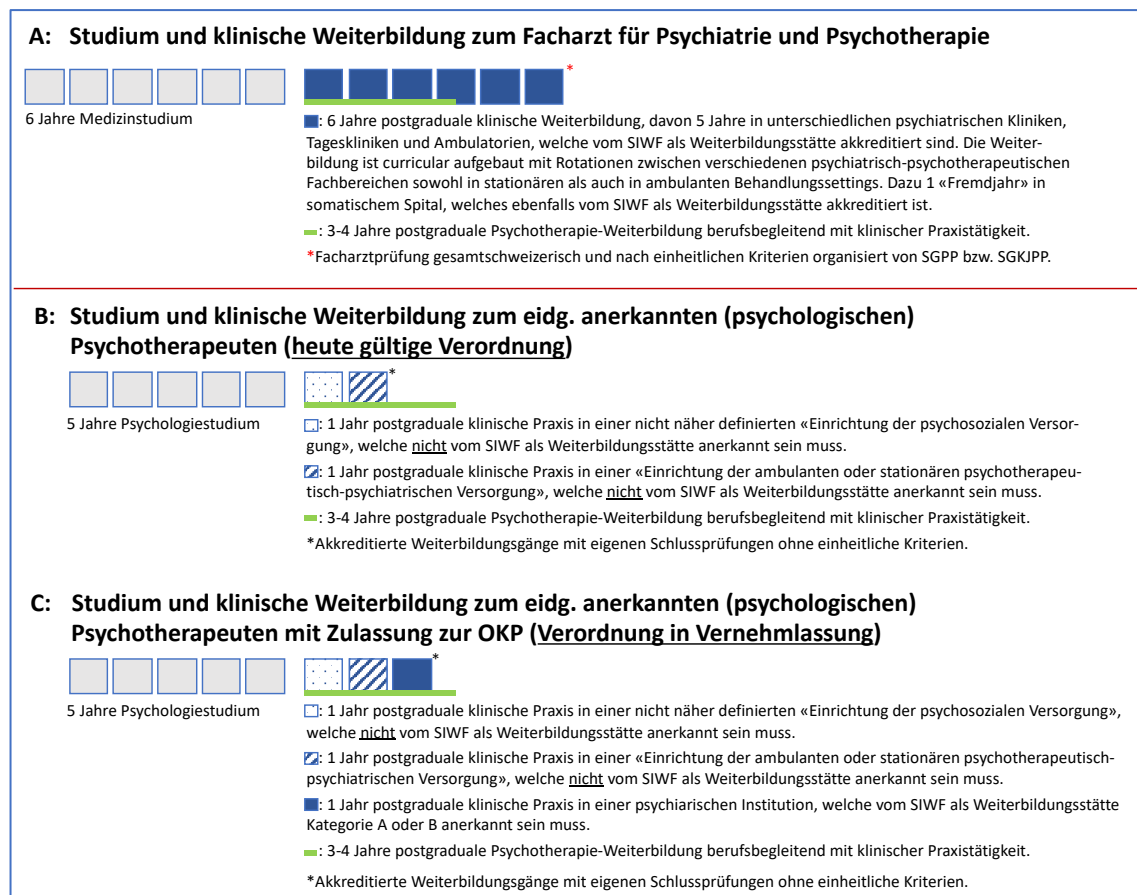 A: Studium und klinische Weiterbildung zum Facharzt für Psychiatrie und Psychotherapie
*
6 Jahre Medizinstudium
: 6 Jahre postgraduale klinische Weiterbildung, davon 5 Jahre in unterschiedlichen psychiatrischen Kliniken,
Tageskliniken und Ambulatorien, welche vom SIWF als Weiterbildungsstätte akkreditiert sind. Die Weiter-
bildung ist curricular aufgebaut mit Rotationen zwischen verschiedenen psychiatrisch-psychotherapeutischen
Fachbereichen sowohl in stationären als auch in ambulanten Behandlungssettings. Dazu 1 «Fremdjahr» in
somatischem Spital, welches ebenfalls vom SIWF als Weiterbildungsstätte akkreditiert ist.
: 3-4 Jahre postgraduale Psychotherapie-Weiterbildung berufsbegleitend mit klinischer Praxistätigkeit.
*Facharztprüfung gesamtschweizerisch und nach einheitlichen Kriterien organisiert von SGPP bzw. SGKJPP.
B: Studium und klinische Weiterbildung zum eidg. anerkannten (psychologischen)
Psychotherapeuten (heute gültige Verordnung)
*
5 Jahre Psychologiestudium
: 1 Jahr postgraduale klinische Praxis in einer nicht näher definierten «Einrichtung der psychosozialen Versor-
gung», welche nicht vom SIWF als Weiterbildungsstätte anerkannt sein muss.
: 1 Jahr postgraduale klinische Praxis in einer «Einrichtung der ambulanten oder stationären psychotherapeu-
tisch-psychiatrischen Versorgung», welche nicht vom SIWF als Weiterbildungsstätte anerkannt sein muss.
: 3-4 Jahre postgraduale Psychotherapie-Weiterbildung berufsbegleitend mit klinischer Praxistätigkeit.
*Akkreditierte Weiterbildungsgänge mit eigenen Schlussprüfungen ohne einheitliche Kriterien.
C: Studium und klinische Weiterbildung zum eidg. anerkannten (psychologischen)
Psychotherapeuten mit Zulassung zur OKP (Verordnung in Vernehmlassung)
*
5 Jahre Psychologiestudium
: 1 Jahr postgraduale klinische Praxis in einer nicht näher definierten «Einrichtung der psychosozialen Versorgung»,
welche nicht vom SIWF als Weiterbildungsstätte anerkannt sein muss.
: 1 Jahr postgraduale klinische Praxis in einer «Einrichtung der ambulanten oder stationären psychotherapeutisch-
psychiatrischen Versorgung», welche nicht vom SIWF als Weiterbildungsstätte anerkannt sein muss.
: 1 Jahr postgraduale klinische Praxis in einer psychiarischen Institution, welche vom SIWF als Weiterbildungsstätte
Kategorie A oder B anerkannt sein muss.
: 3-4 Jahre postgraduale Psychotherapie-Weiterbildung berufsbegleitend mit klinischer Praxistätigkeit.
*Akkreditierte Weiterbildungsgänge mit eigenen Schlussprüfungen ohne einheitliche Kriterien.